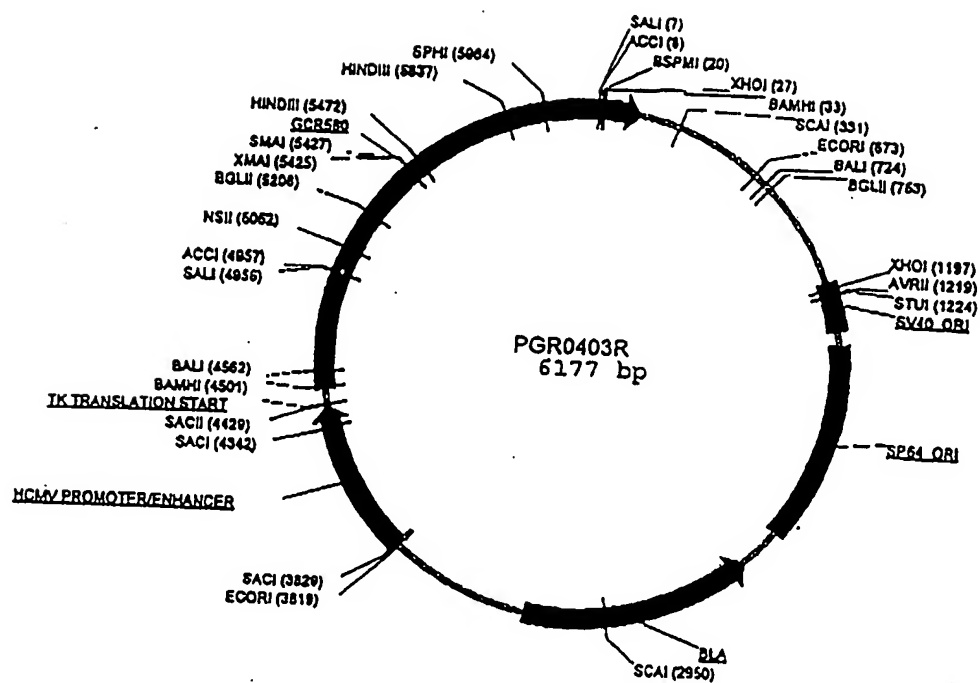 SALI (7)
ACCI (8)
BSPMI (20)
XHOI (27)
BAMHI (33)
SCAI (331)
ECORI (673)
BALI (724)
BGLII (763)
XHOI (1197)
AVRII (1219)
STUI (1224)
SV40 ORI
SP64 ORI
BLA
SCAI (2950)
ECORI (3819)
SACI (3829)
HCMV PROMOTER/ENHANCER
SACI (4342)
SACII (4429)
TK TRANSLATION START
BAMHI (4501)
BALI (4562)
SALI (4956)
ACCI (4957)
NSII (5062)
BGLII (5206)
XMAI (5425)
SMAI (5427)
GCR580
HINDIII (5472)
HINDIII (5837)
SPHI (5964)
PGR0403R
6177 bp